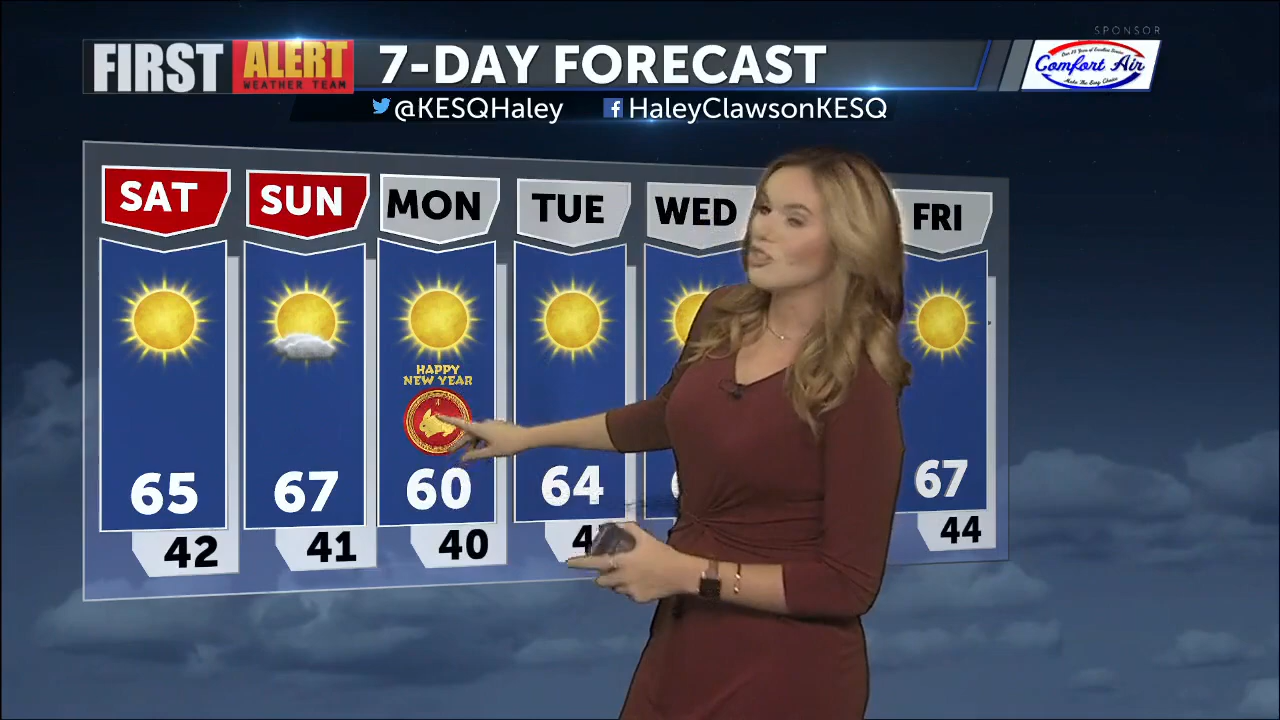 SPONSOR
FIRST ALERT 7-DAY FORECAST
WEATHER TEAM
Comfort Air
@KESQHaley HaleyClawsonKESQ
SAT SUN MON TUE WED FRI
HAPPY
NEW YEAR
65 67 60 64 67
42 41 40 44